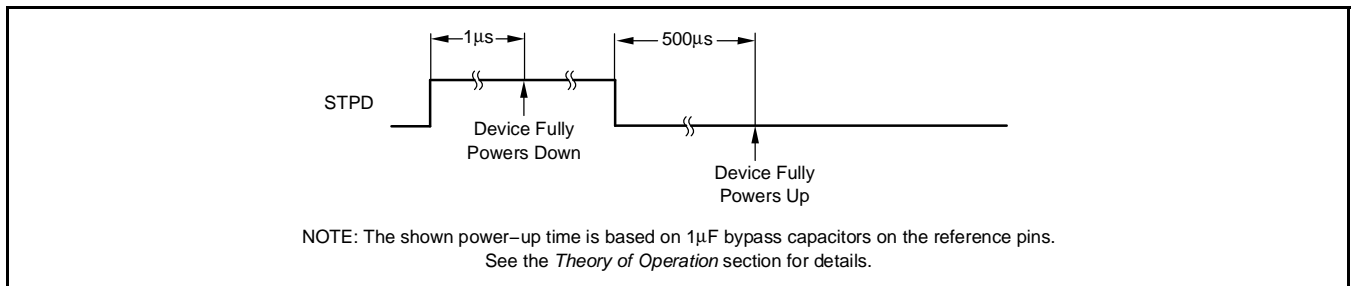 1μs
500μs
STPD
Device Fully
Powers Down
Device Fully
Powers Up
NOTE: The shown power−up time is based on 1μF bypass capacitors on the reference pins.
See the Theory of Operation section for details.